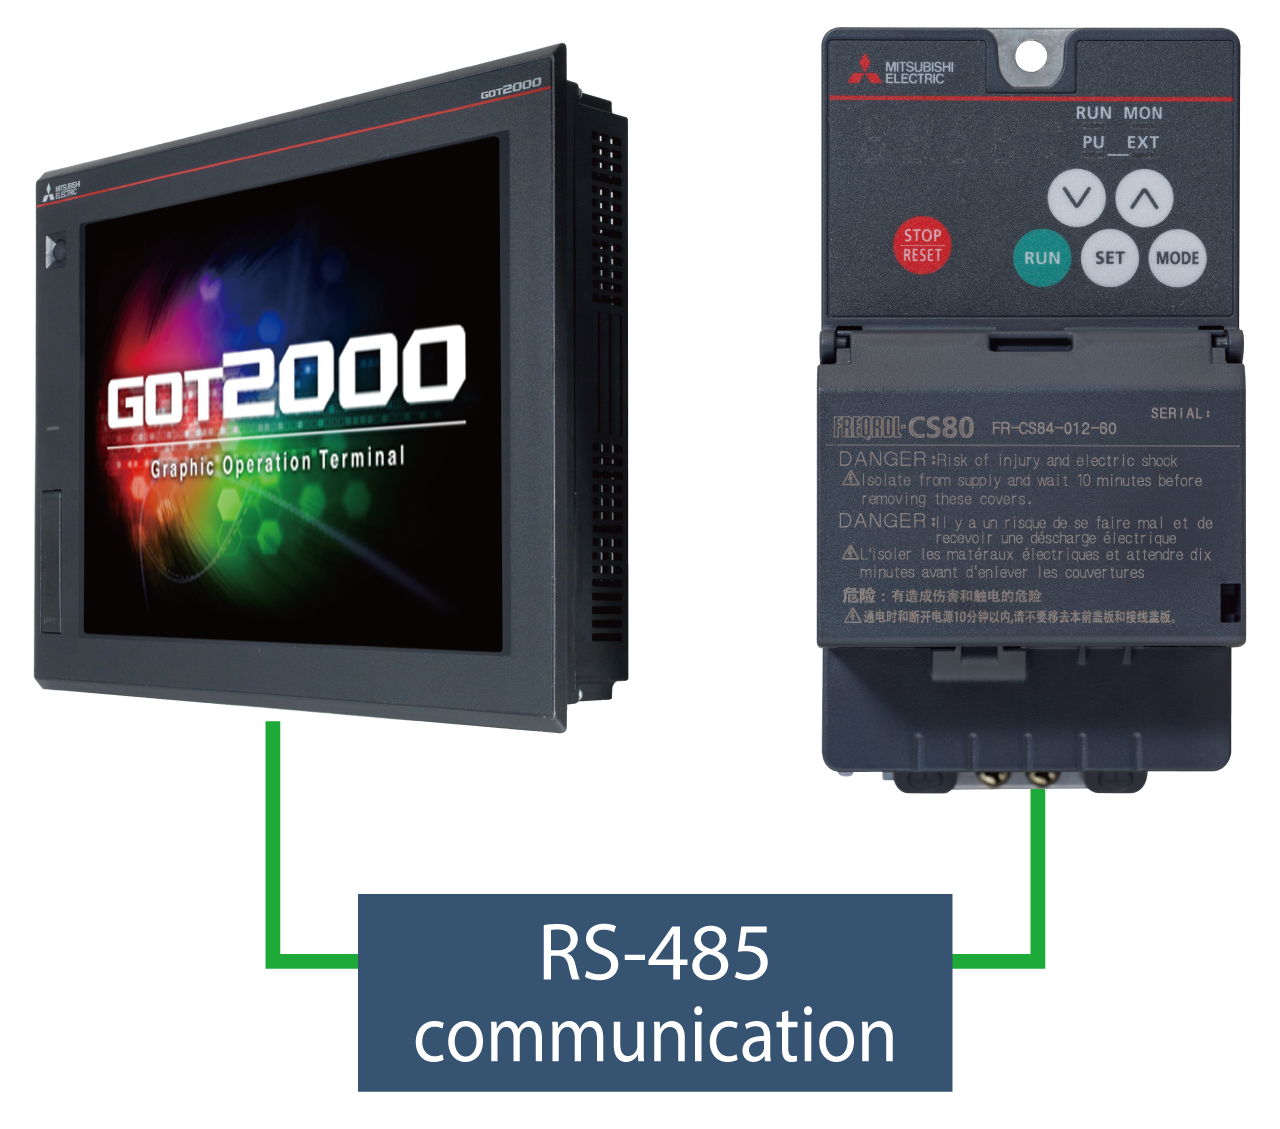 GOT2000
MITSUBISHI
ELECTRIC
GOT2000
Graphic Operation Terminal
MITSUBISHI
ELECTRIC
RUN MON
PU EXT
STOP
RESET
RUN
SET
MODE
SERIAL:
FREQROL-CS80 FR-CS84-012-60
DANGER:Risk of injury and electric shock
Isolate from supply and wait 10 minutes before
removing these covers.
DANGER:Il y a un risque de se faire mal et de
recevoir une déscharge électrique
L'isoler les matéraux électriques et attendre dix
minutes avant d'enlever les couvertures
危险：有造成伤害和触电的危险
通电时和断开电源10分钟以内,请不要移去本前盖板和接线盖板。
RS-485
communication